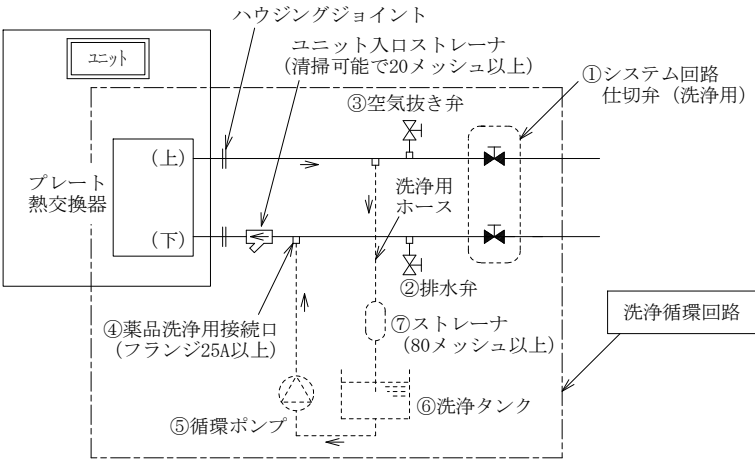 ハウジングジョイント
ユニット
ユニット入口ストレーナ
(清掃可能で20メッシュ以上)
①システム回路
仕切弁(洗浄用)
③空気抜き弁
(上)
プレート
熱交換器
洗浄用
ホース
(下)
②排水弁
④薬品洗浄用接続口
(フランジ25A以上)
⑦ストレーナ
(80メッシュ以上)
洗浄循環回路
⑥洗浄タンク
⑤循環ポンプ